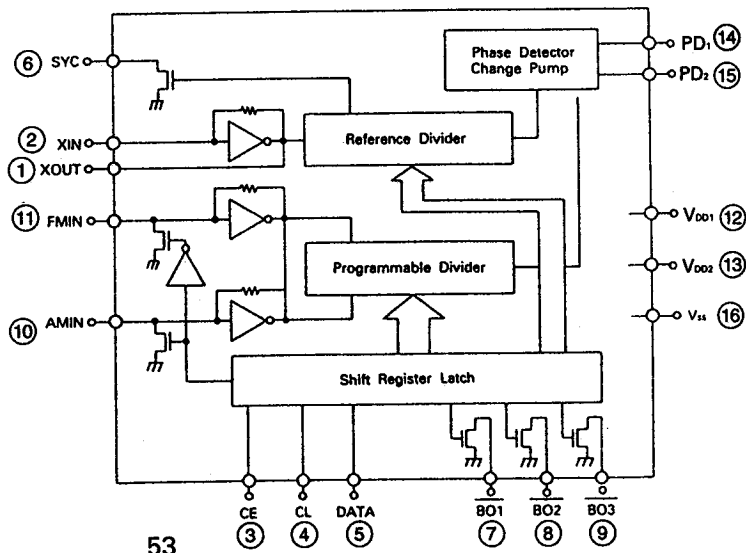 ⑥ SYC
② XIN
① XOUT
⑪ FMIN
⑩ AMIN
Phase Detector
Change Pump
PD₁ ⑭
PD₂ ⑮
Reference Divider
Programmable Divider
VDD1 ⑫
VDD2 ⑬
Vss ⑯
Shift Register Latch
CE CL DATA BO1 BO2 BO3
③ ④ ⑤ ⑦ ⑧ ⑨
53